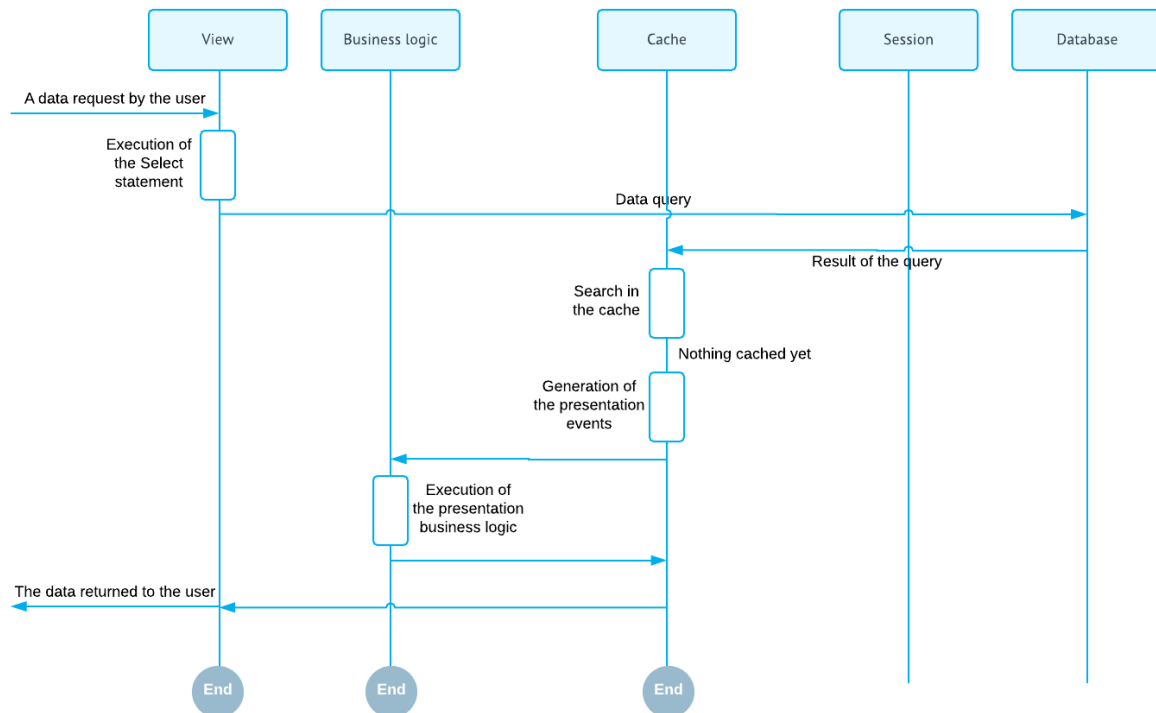 View
Business logic
Cache
Session
Database
A data request by the user
Execution of
the Select
statement
Data query
Result of the query
Search in
the cache
Nothing cached yet
Generation of
the presentation
events
Execution of
the presentation
business logic
The data returned to the user
End
End
End